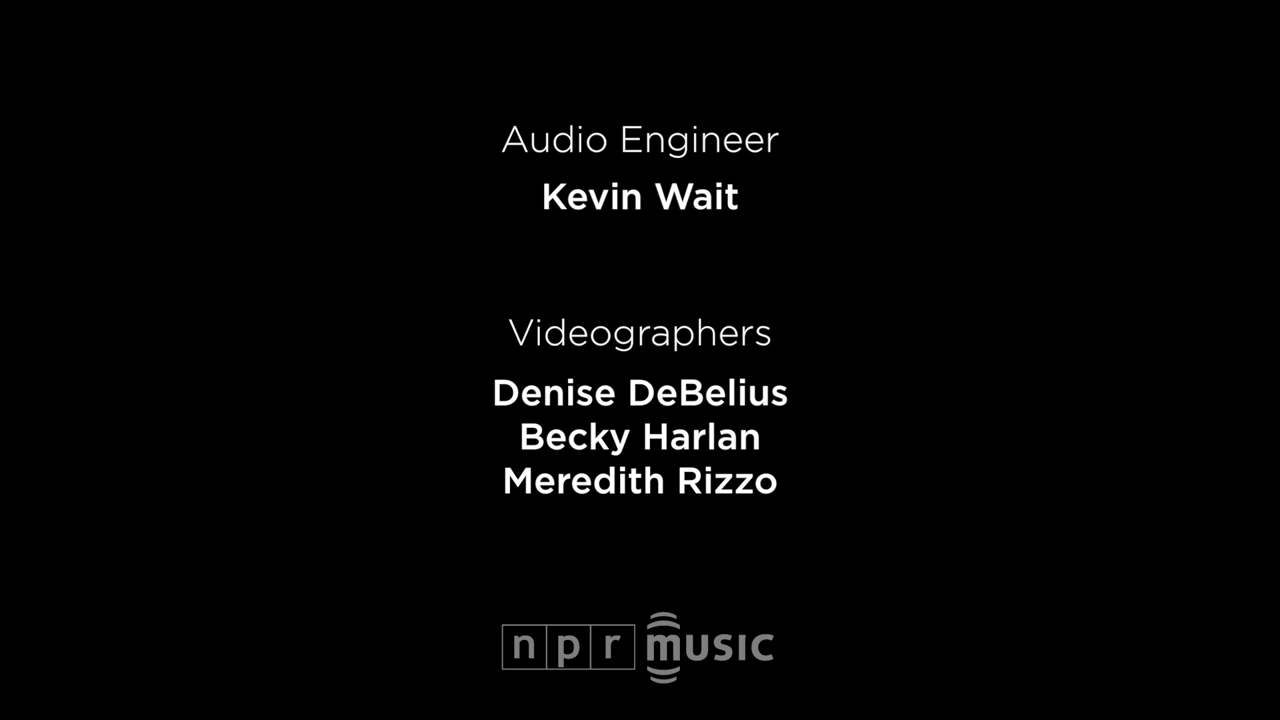 Audio Engineer
Kevin Wait
Videographers
Denise DeBelius
Becky Harlan
Meredith Rizzo
npr music